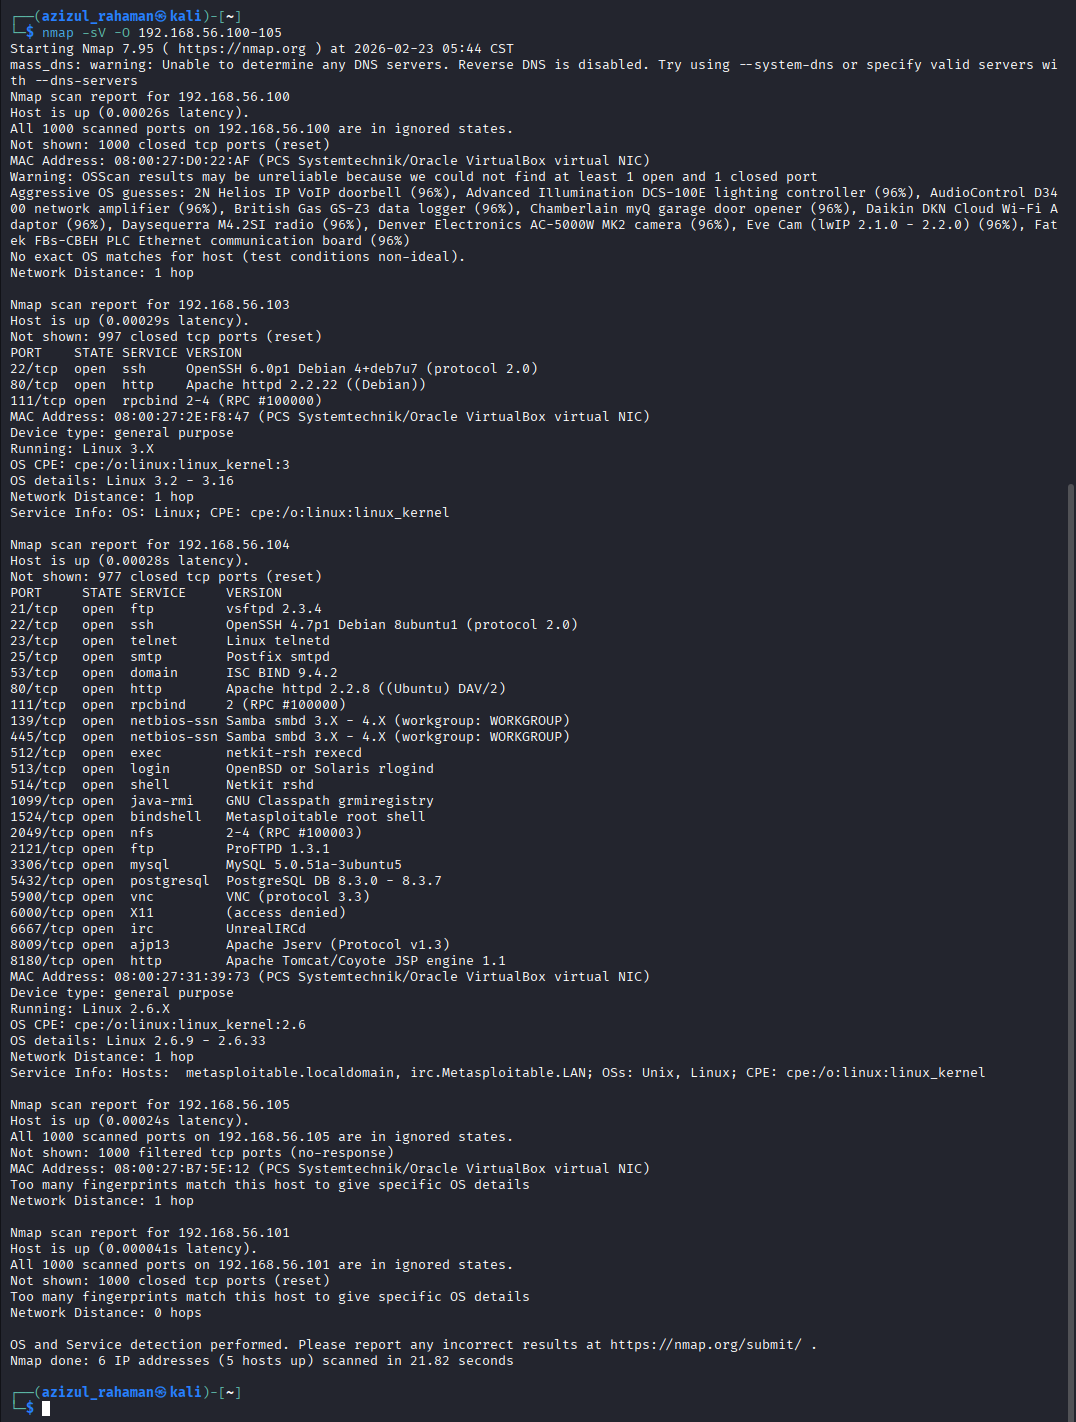 ┌──(azizul_rahaman㉿kali)-[~]
└─$ nmap -sV -O 192.168.56.100-105
Starting Nmap 7.95 ( https://nmap.org ) at 2026-02-23 05:44 CST
mass_dns: warning: Unable to determine any DNS servers. Reverse DNS is disabled. Try using --system-dns or specify valid servers wi
th --dns-servers
Nmap scan report for 192.168.56.100
Host is up (0.00026s latency).
All 1000 scanned ports on 192.168.56.100 are in ignored states.
Not shown: 1000 closed tcp ports (reset)
MAC Address: 08:00:27:D0:22:AF (PCS Systemtechnik/Oracle VirtualBox virtual NIC)
Warning: OSScan results may be unreliable because we could not find at least 1 open and 1 closed port
Aggressive OS guesses: 2N Helios IP VoIP doorbell (96%), Advanced Illumination DCS-100E lighting controller (96%), AudioControl D34
00 network amplifier (96%), British Gas GS-Z3 data logger (96%), Chamberlain myQ garage door opener (96%), Daikin DKN Cloud Wi-Fi A
daptor (96%), Daysequerra M4.2SI radio (96%), Denver Electronics AC-5000W MK2 camera (96%), Eve Cam (lwIP 2.1.0 - 2.2.0) (96%), Fat
ek FBs-CBEH PLC Ethernet communication board (96%)
No exact OS matches for host (test conditions non-ideal).
Network Distance: 1 hop

Nmap scan report for 192.168.56.103
Host is up (0.00029s latency).
Not shown: 997 closed tcp ports (reset)
PORT    STATE SERVICE VERSION
22/tcp  open  ssh     OpenSSH 6.0p1 Debian 4+deb7u7 (protocol 2.0)
80/tcp  open  http    Apache httpd 2.2.22 ((Debian))
111/tcp open  rpcbind 2-4 (RPC #100000)
MAC Address: 08:00:27:2E:F8:47 (PCS Systemtechnik/Oracle VirtualBox virtual NIC)
Device type: general purpose
Running: Linux 3.X
OS CPE: cpe:/o:linux:linux_kernel:3
OS details: Linux 3.2 - 3.16
Network Distance: 1 hop
Service Info: OS: Linux; CPE: cpe:/o:linux:linux_kernel

Nmap scan report for 192.168.56.104
Host is up (0.00028s latency).
Not shown: 977 closed tcp ports (reset)
PORT     STATE SERVICE     VERSION
21/tcp   open  ftp         vsftpd 2.3.4
22/tcp   open  ssh         OpenSSH 4.7p1 Debian 8ubuntu1 (protocol 2.0)
23/tcp   open  telnet      Linux telnetd
25/tcp   open  smtp        Postfix smtpd
53/tcp   open  domain      ISC BIND 9.4.2
80/tcp   open  http        Apache httpd 2.2.8 ((Ubuntu) DAV/2)
111/tcp  open  rpcbind     2 (RPC #100000)
139/tcp  open  netbios-ssn Samba smbd 3.X - 4.X (workgroup: WORKGROUP)
445/tcp  open  netbios-ssn Samba smbd 3.X - 4.X (workgroup: WORKGROUP)
512/tcp  open  exec        netkit-rsh rexecd
513/tcp  open  login       OpenBSD or Solaris rlogind
514/tcp  open  shell       Netkit rshd
1099/tcp open  java-rmi    GNU Classpath grmiregistry
1524/tcp open  bindshell   Metasploitable root shell
2049/tcp open  nfs         2-4 (RPC #100003)
2121/tcp open  ftp         ProFTPD 1.3.1
3306/tcp open  mysql       MySQL 5.0.51a-3ubuntu5
5432/tcp open  postgresql  PostgreSQL DB 8.3.0 - 8.3.7
5900/tcp open  vnc         VNC (protocol 3.3)
6000/tcp open  X11         (access denied)
6667/tcp open  irc         UnrealIRCd
8009/tcp open  ajp13       Apache Jserv (Protocol v1.3)
8180/tcp open  http        Apache Tomcat/Coyote JSP engine 1.1
MAC Address: 08:00:27:31:39:73 (PCS Systemtechnik/Oracle VirtualBox virtual NIC)
Device type: general purpose
Running: Linux 2.6.X
OS CPE: cpe:/o:linux:linux_kernel:2.6
OS details: Linux 2.6.9 - 2.6.33
Network Distance: 1 hop
Service Info: Hosts:  metasploitable.localdomain, irc.Metasploitable.LAN; OSs: Unix, Linux; CPE: cpe:/o:linux:linux_kernel

Nmap scan report for 192.168.56.105
Host is up (0.00024s latency).
All 1000 scanned ports on 192.168.56.105 are in ignored states.
Not shown: 1000 filtered tcp ports (no-response)
MAC Address: 08:00:27:B7:5E:12 (PCS Systemtechnik/Oracle VirtualBox virtual NIC)
Too many fingerprints match this host to give specific OS details
Network Distance: 1 hop

Nmap scan report for 192.168.56.101
Host is up (0.000041s latency).
All 1000 scanned ports on 192.168.56.101 are in ignored states.
Not shown: 1000 closed tcp ports (reset)
Too many fingerprints match this host to give specific OS details
Network Distance: 0 hops

OS and Service detection performed. Please report any incorrect results at https://nmap.org/submit/ .
Nmap done: 6 IP addresses (5 hosts up) scanned in 21.82 seconds

┌──(azizul_rahaman㉿kali)-[~]
└─$